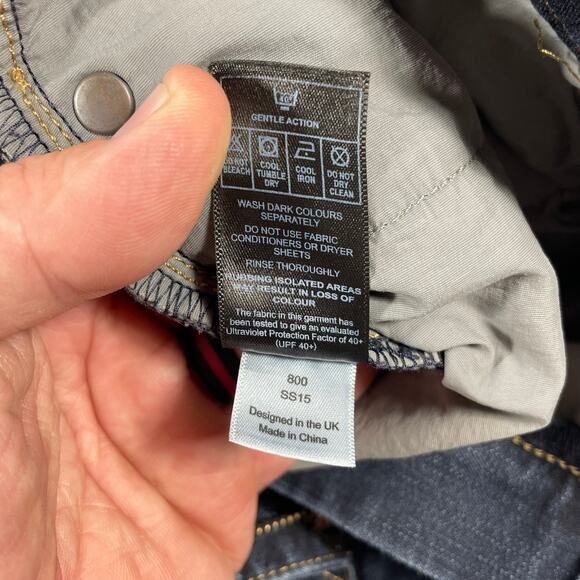 GENTLE ACTION
DO NOT BLEACH
COOL TUMBLE DRY
COOL IRON
DO NOT DRY CLEAN
WASH DARK COLOURS
SEPARATELY
DO NOT USE FABRIC
CONDITIONERS OR DRYER
SHEETS
RINSE THOROUGHLY
RUBBING ISOLATED AREAS
MAY RESULT IN LOSS OF
COLOUR
The fabric in this garment has
been tested to give an evaluated
Ultraviolet Protection Factor of 40+
(UPF 40+)
800
SS15
Designed in the UK
Made in China